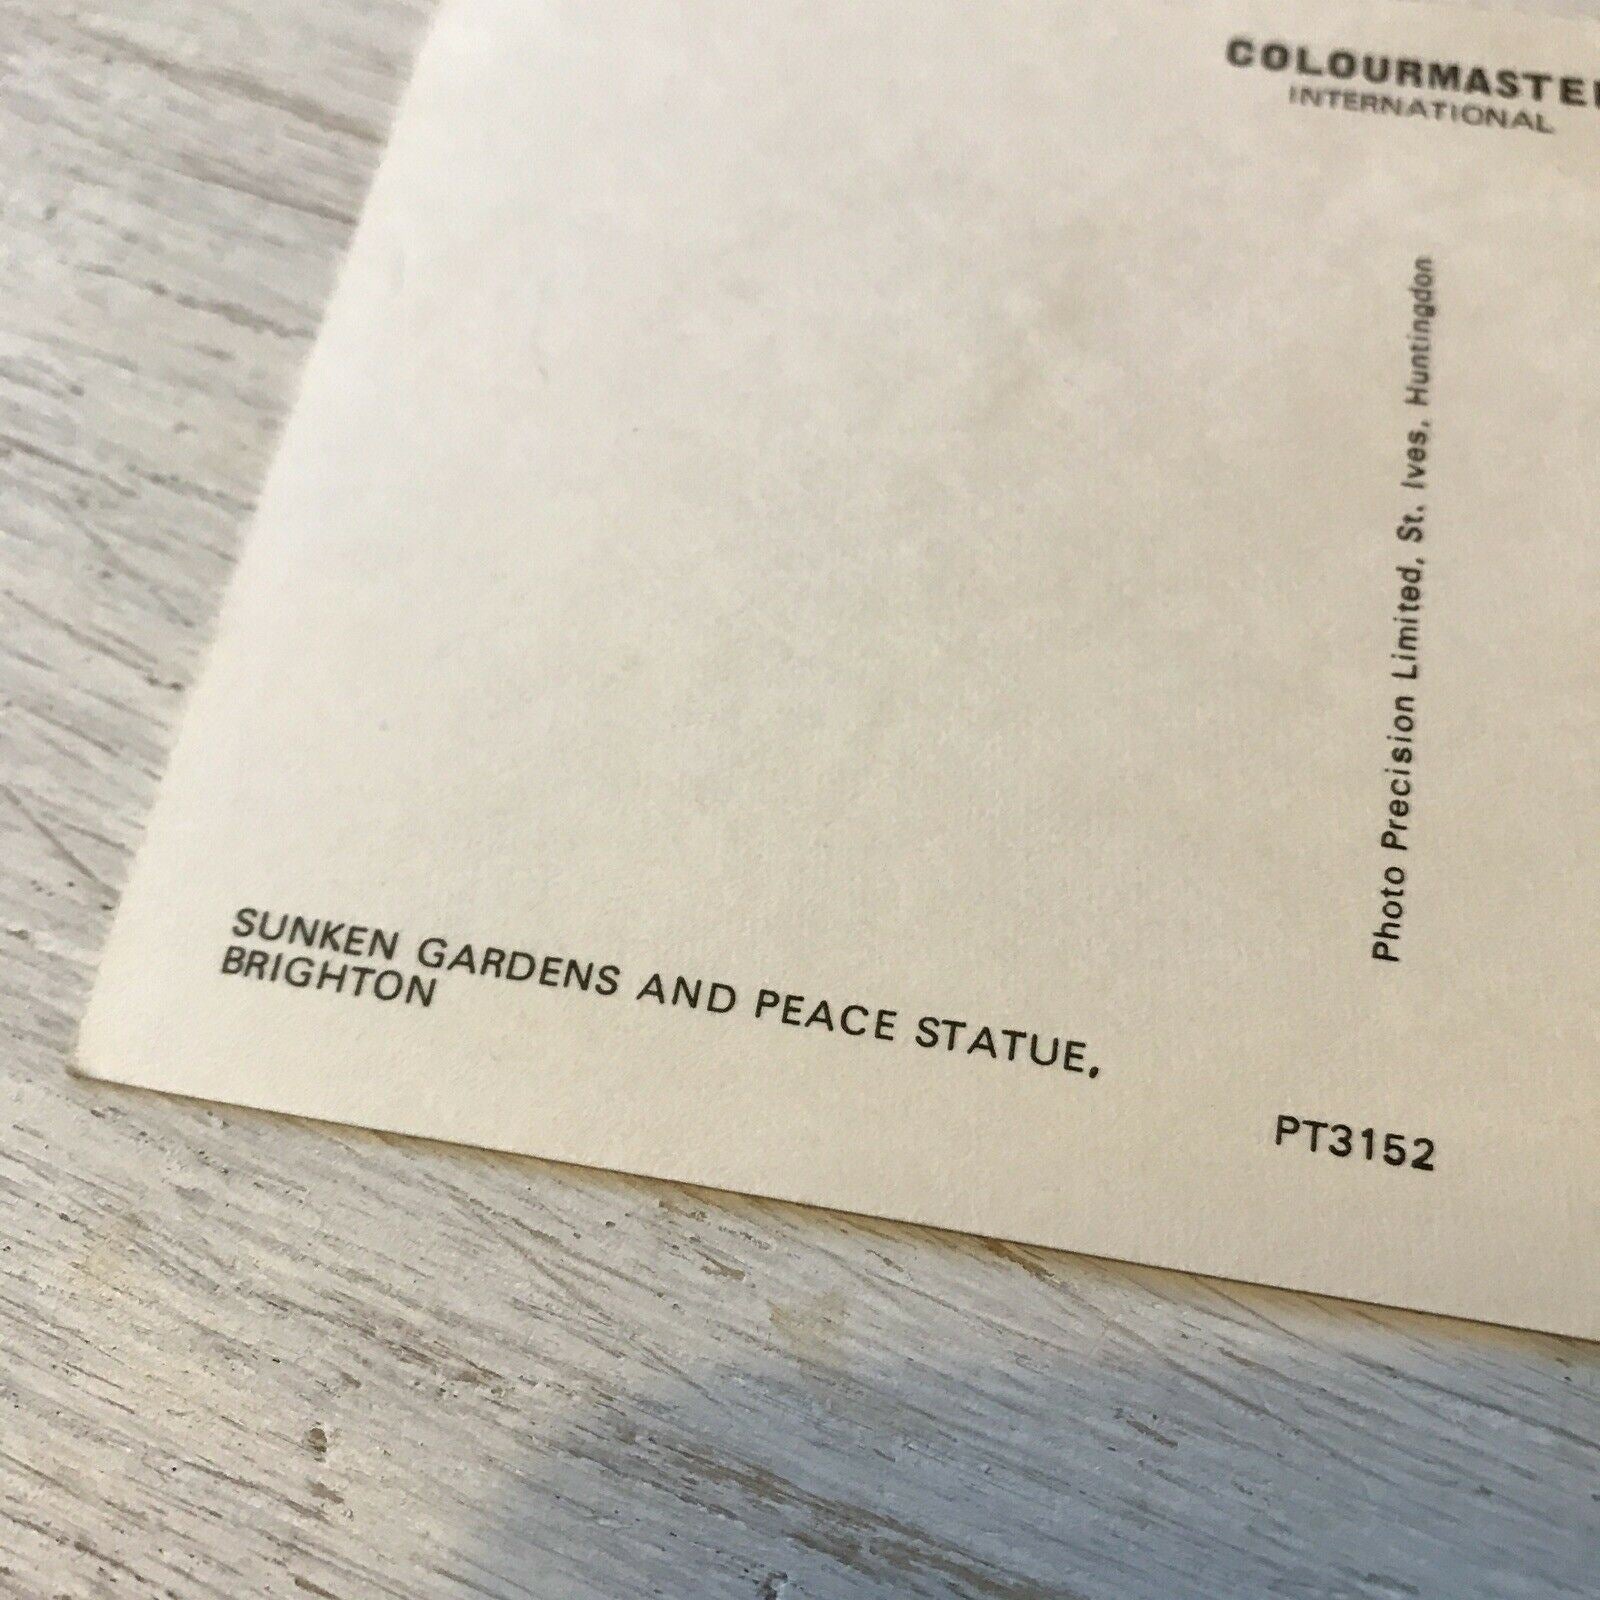 COLOURMASTE
INTERNATIONAL
Photo Precision Limited, St. Ives, Huntingdon
SUNKEN GARDENS AND PEACE STATUE.
BRIGHTON
PT3152